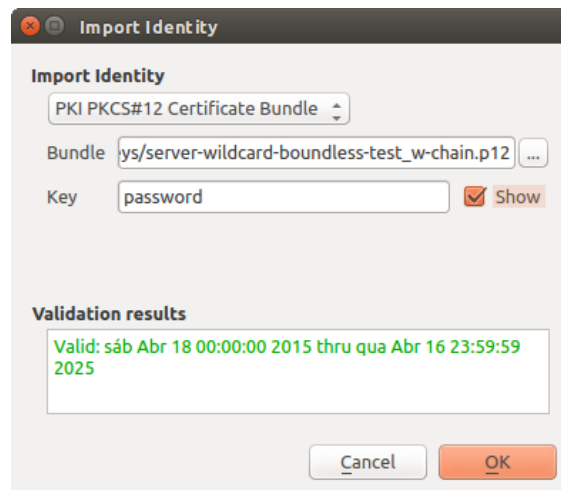 Import Identity
Import Identity
PKI PKCS#12 Certificate Bundle
Bundle ys/server-wildcard-boundless-test_w-chain.p12 ...
Key password Show
Validation results
Valid: sáb Abr 18 00:00:00 2015 thru qua Abr 16 23:59:59
2025
Cancel OK